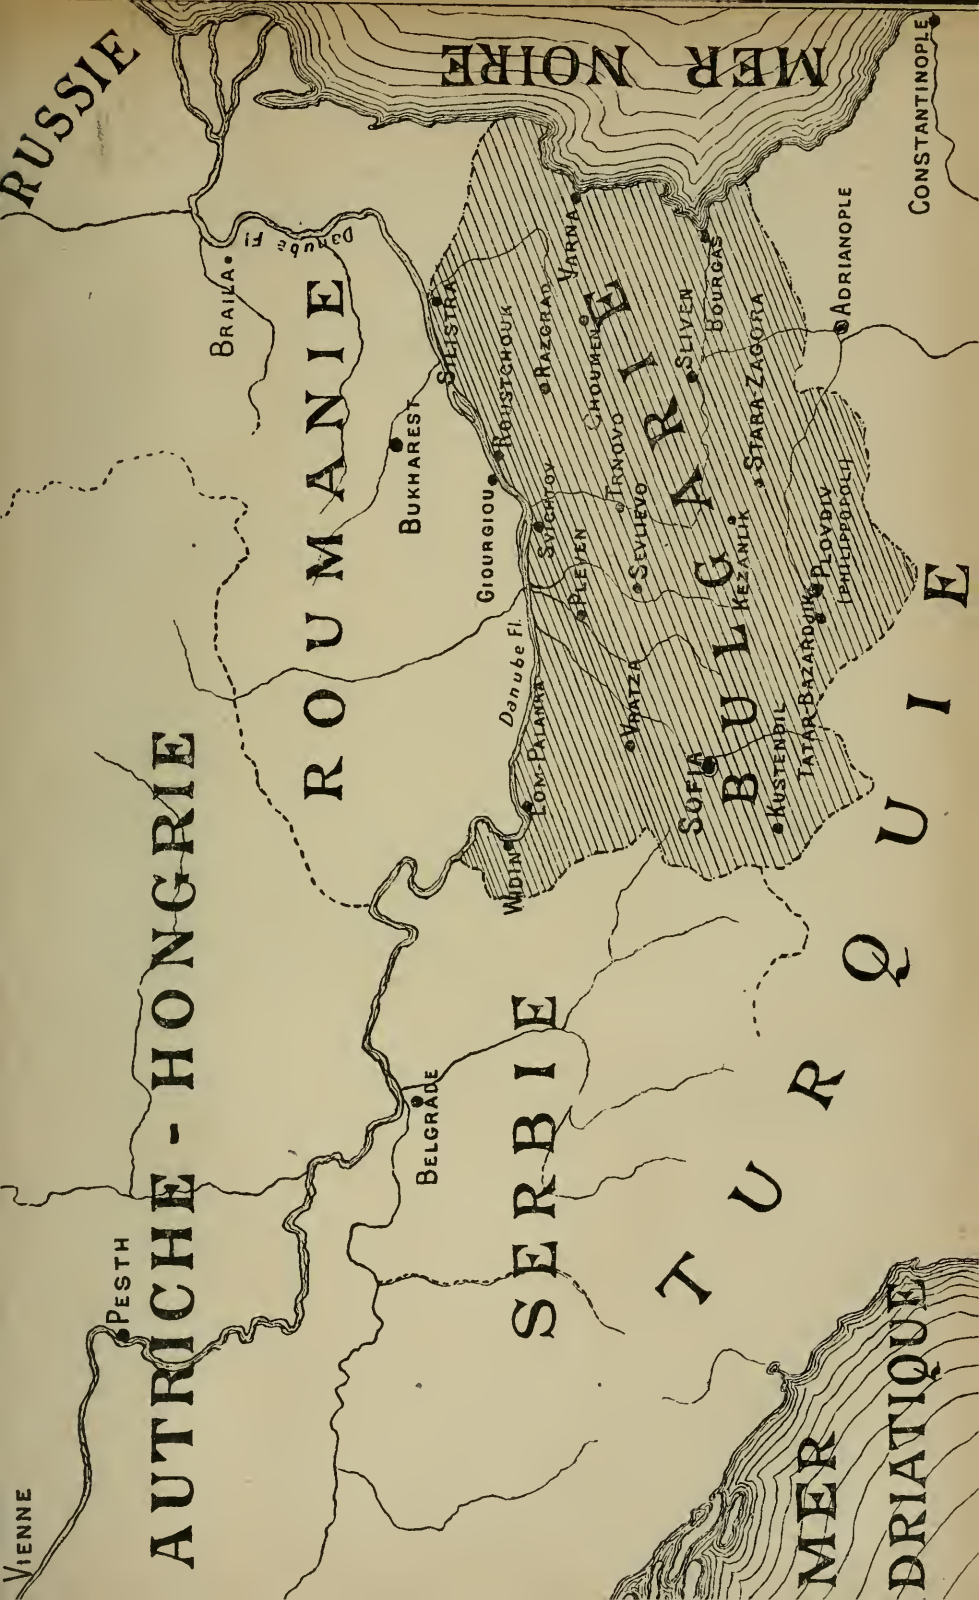 VIENNE
PESTH
AUTRICHE - HONGRIE
RUSSIE
BRAILA
Danube Fl.
ROUMANIE
BUKHAREST
GIOURGIOU
Danube Fl.
BELGRADE
SERBIE
WIDIN
LOM-PALANKA
SILISTRA
ROUSTCHOUK
RAZGRAD
VARNA
CHOUMEN
SVICHTOV
PLEVEN
TRNOVO
SEVLIEVO
VRATZA
SLIVEN
BOURGAS
BULGARIE
SOFIA
KEZANLIK
STARA-ZAGORA
KUSTENDIL
TATAR-BAZARDJIK
PLOVDIV
(PHILIPPOPOLI)
ADRIANOPLE
CONSTANTINOPLE
MER NOIRE
TURQUIE
MER
DRIATIQUE